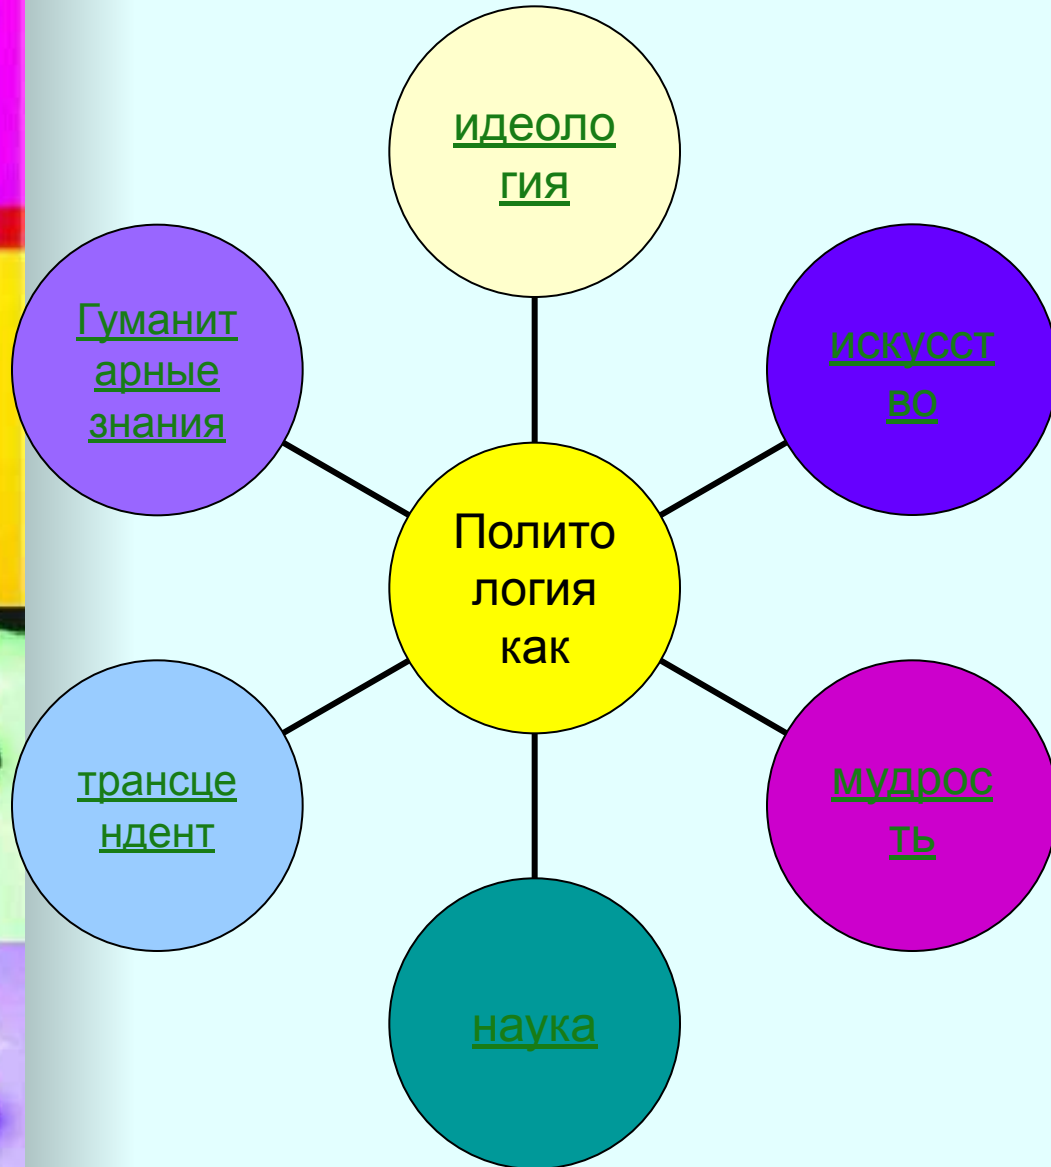 идеоло
гия
Гуманит
арные
знания
искусст
во
Полито
логия
как
трансце
ндент
мудрос
ть
наука